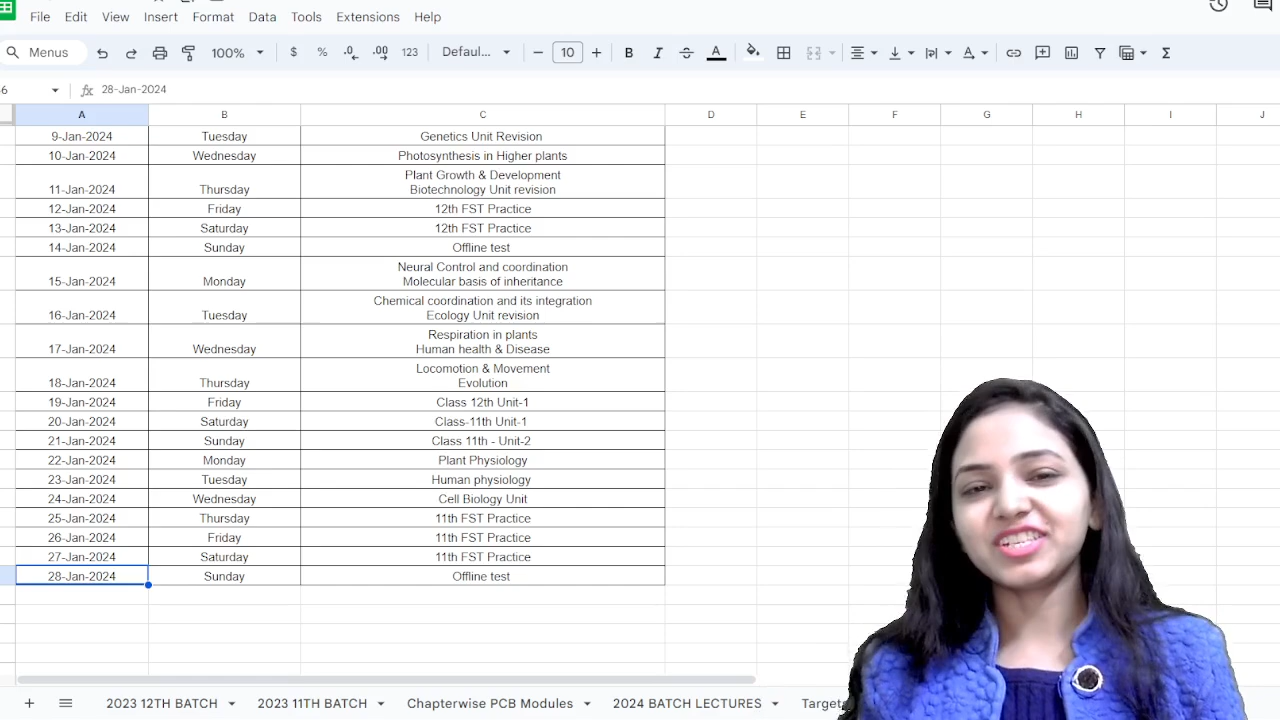 File Edit View Insert Format Data Tools Extensions Help
Menus 100% $ % .0 .00 123 Defaul... 10 B I S A Σ
6 fx 28-Jan-2024
A B C D E F G H I J
9-Jan-2024 Tuesday Genetics Unit Revision
10-Jan-2024 Wednesday Photosynthesis in Higher plants
Plant Growth & Development
11-Jan-2024 Thursday Biotechnology Unit revision
12-Jan-2024 Friday 12th FST Practice
13-Jan-2024 Saturday 12th FST Practice
14-Jan-2024 Sunday Offline test
Neural Control and coordination
15-Jan-2024 Monday Molecular basis of inheritance
Chemical coordination and its integration
16-Jan-2024 Tuesday Ecology Unit revision
Respiration in plants
17-Jan-2024 Wednesday Human health & Disease
Locomotion & Movement
18-Jan-2024 Thursday Evolution
19-Jan-2024 Friday Class 12th Unit-1
20-Jan-2024 Saturday Class-11th Unit-1
21-Jan-2024 Sunday Class 11th - Unit-2
22-Jan-2024 Monday Plant Physiology
23-Jan-2024 Tuesday Human physiology
24-Jan-2024 Wednesday Cell Biology Unit
25-Jan-2024 Thursday 11th FST Practice
26-Jan-2024 Friday 11th FST Practice
27-Jan-2024 Saturday 11th FST Practice
28-Jan-2024 Sunday Offline test
+ 2023 12TH BATCH 2023 11TH BATCH Chapterwise PCB Modules 2024 BATCH LECTURES Target